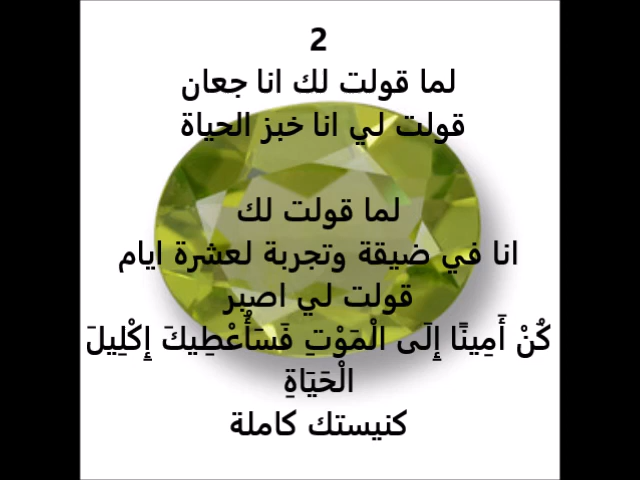 2
لما قولت لك انا جعان
قولت لي انا خبز الحياة
لما قولت لك
انا في ضيقة وتجربة لعشرة ايام
قولت لي اصبر
كُنْ أَمِينًا إِلَى الْمَوْتِ فَسَأُعْطِيكَ إِكْلِيلَ
الْحَيَاةِ
كنيستك كاملة